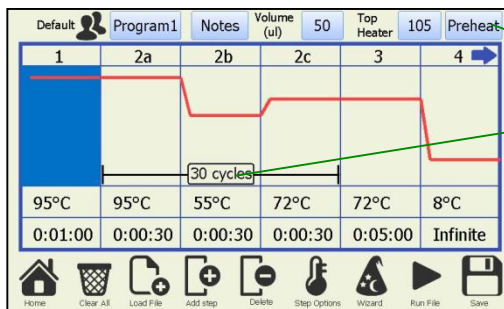 Default Program1 Notes Volume (ul) 50 Top Heater 105 Preheat
1 2a 2b 2c 3 4
30 cycles
95°C 95°C 55°C 72°C 72°C 8°C
0:01:00 0:00:30 0:00:30 0:00:30 0:05:00 Infinite
Home Clear All Load File Add step Delete Step Options Wizard Run File Save